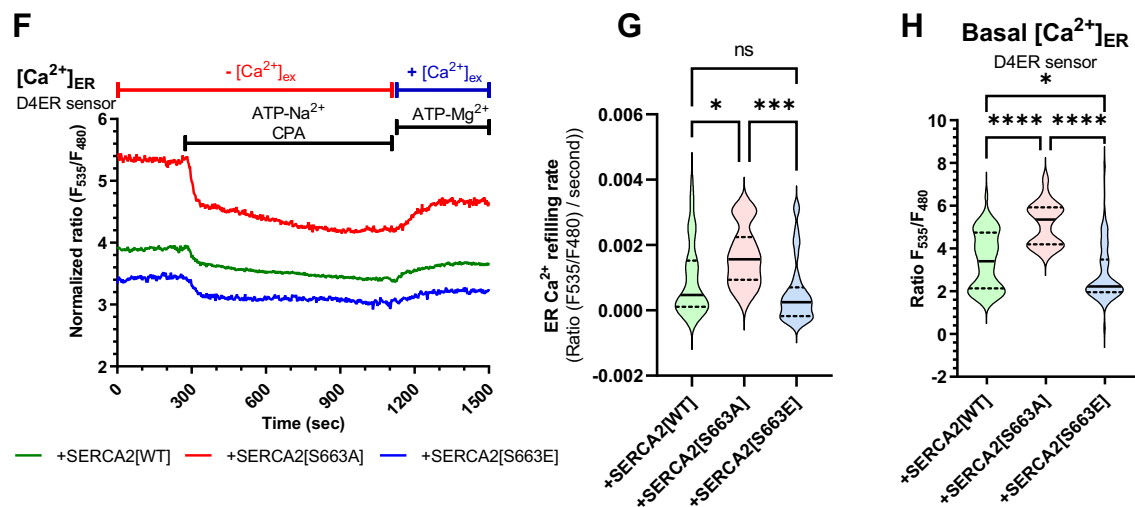 F
[Ca²⁺]ER
D4ER sensor
- [Ca²⁺]ex
+ [Ca²⁺]ex
ATP-Na²⁺
CPA
ATP-Mg²⁺
Normalized ratio (F535/F480)
6
5
4
3
2
0
300
600
900
1200
1500
Time (sec)
+SERCA2[WT]
+SERCA2[S663A]
+SERCA2[S663E]
G
ns
*
***
ER Ca²⁺ refilling rate
(Ratio (F535/F480) / second))
0.006
0.004
0.002
0.000
-0.002
+SERCA2[WT]
+SERCA2[S663A]
+SERCA2[S663E]
H
Basal [Ca²⁺]ER
D4ER sensor
*
****
****
Ratio F535/F480
10
8
6
4
2
0
-2
+SERCA2[WT]
+SERCA2[S663A]
+SERCA2[S663E]